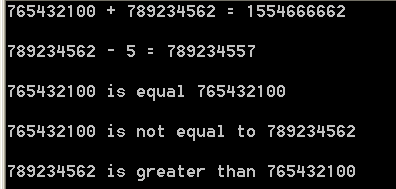 765432100 + 789234562 = 1554666662
789234562 - 5 = 789234557
765432100 is equal 765432100
765432100 is not equal to 789234562
789234562 is greater than 765432100